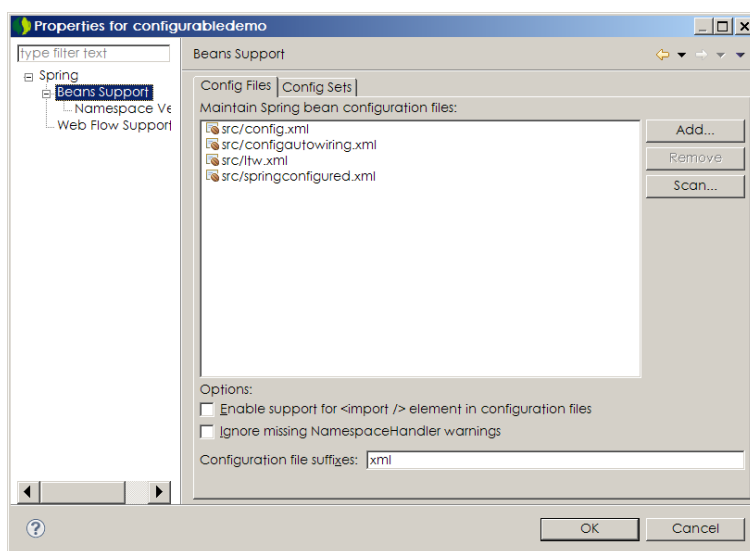 Properties for configurabledemo
type filter text
Spring
Beans Support
Namespace Ve
Web Flow Support
Beans Support
Config Files
Config Sets
Maintain Spring bean configuration files:
src/config.xml
src/configautowiring.xml
src/ltw.xml
src/springconfigured.xml
Add...
Remove
Scan...
Options:
Enable support for <import /> element in configuration files
Ignore missing NamespaceHandler warnings
Configuration file suffixes: xml
OK
Cancel